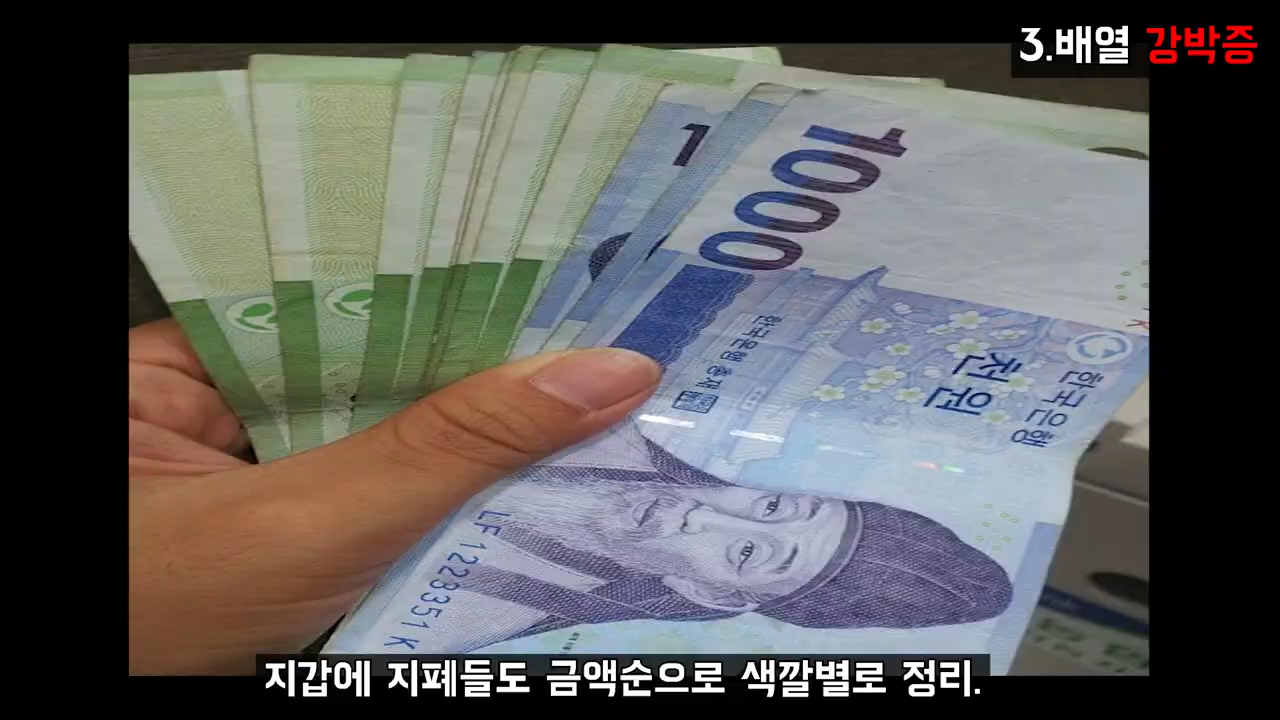 3.배열 강박증
1
1000
한국은행
천원
한국은행 총재
LF1228351K
K
지갑에 지폐들도 금액순으로 색깔별로 정리.